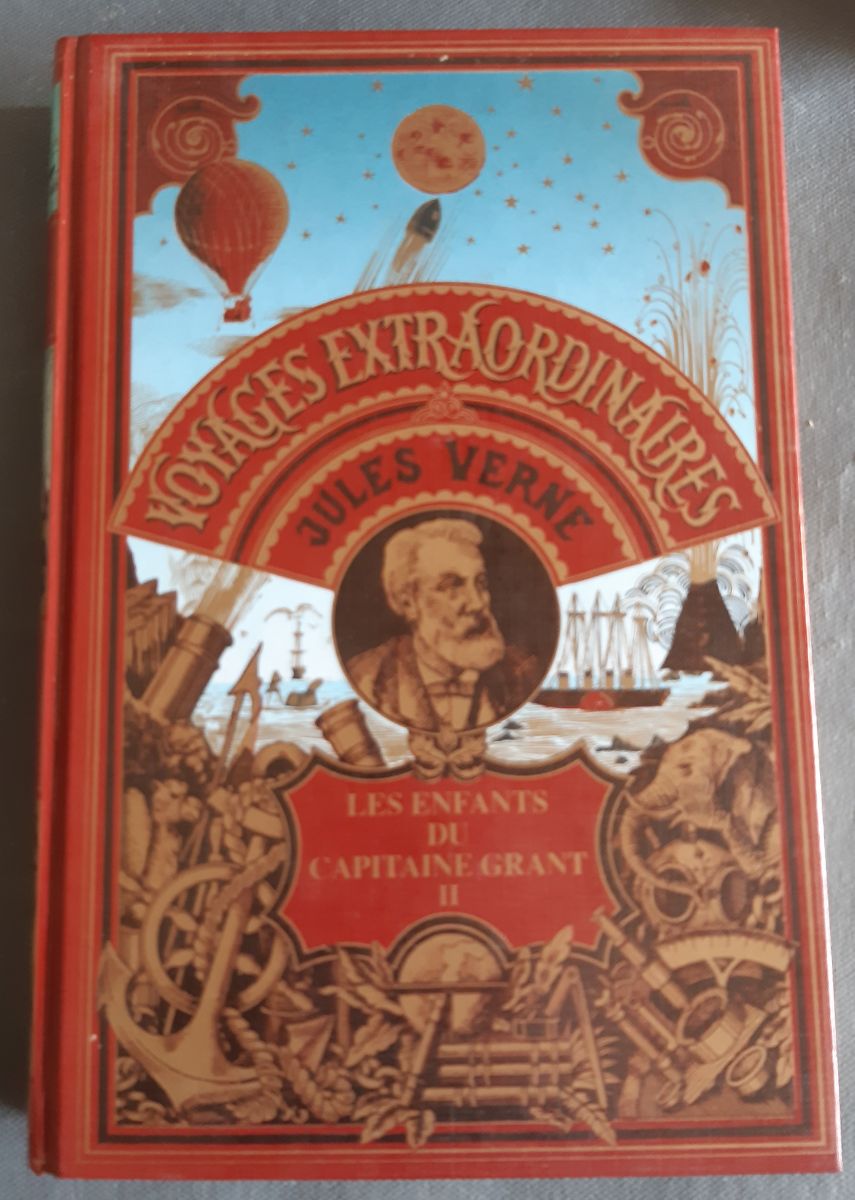 VOYAGES EXTRAORDINAIRES
JULES VERNE
LES ENFANTS
DU
CAPITAINE GRANT
II